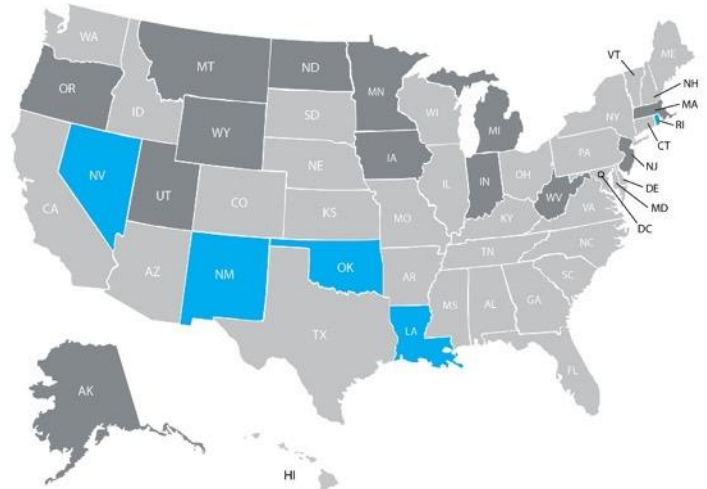 WA
ME
VT
MT
ND
NH
OR
MN
MA
ID
SD
WI
NY
RI
WY
MI
CT
IA
PA
NE
NJ
NV
OH
IN
IL
UT
DE
CO
WV
MD
CA
VA
KS
MO
KY
DC
NC
TN
OK
AZ
NM
AR
SC
MS
AL
GA
LA
TX
FL
AK
HI